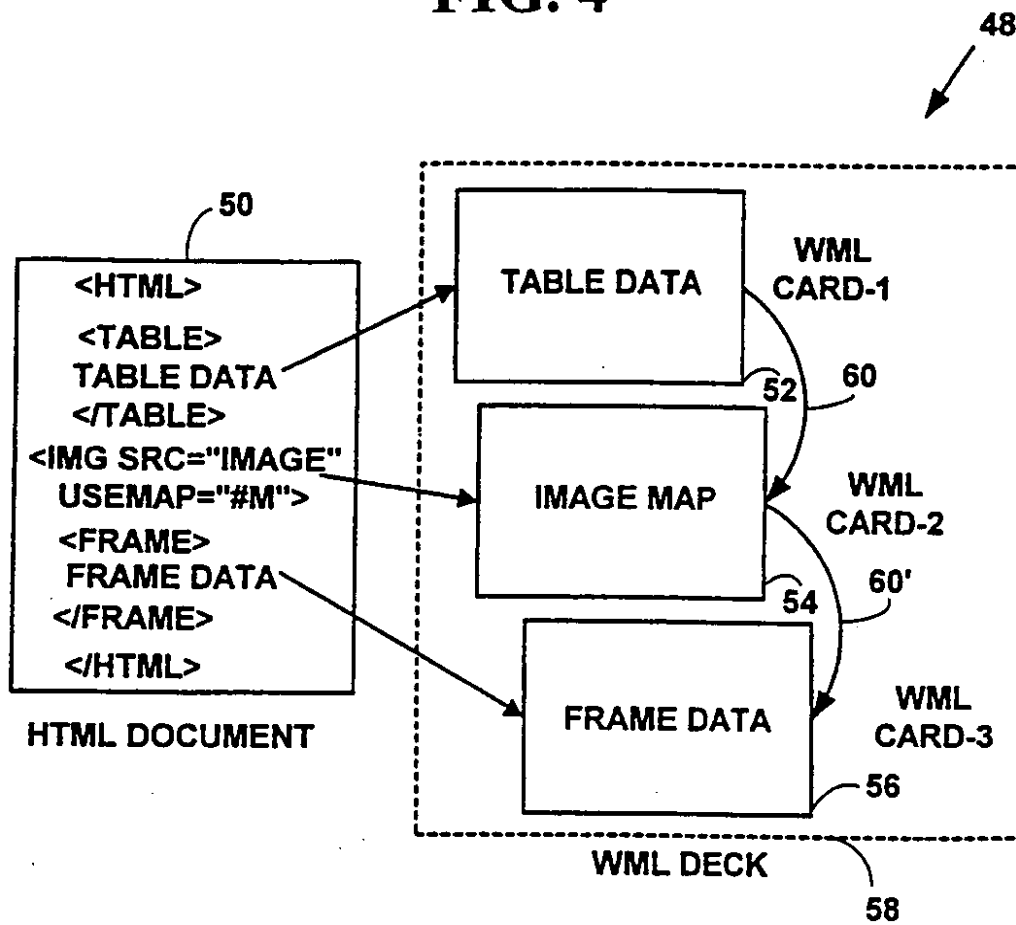 FIG. 4
48
50
<HTML>
<TABLE>
TABLE DATA
</TABLE>
<IMG SRC="IMAGE"
USEMAP="#M">
<FRAME>
FRAME DATA
</FRAME>
</HTML>
HTML DOCUMENT
TABLE DATA
WML
CARD-1
52
60
IMAGE MAP
WML
CARD-2
54
60'
FRAME DATA
WML
CARD-3
56
WML DECK
58